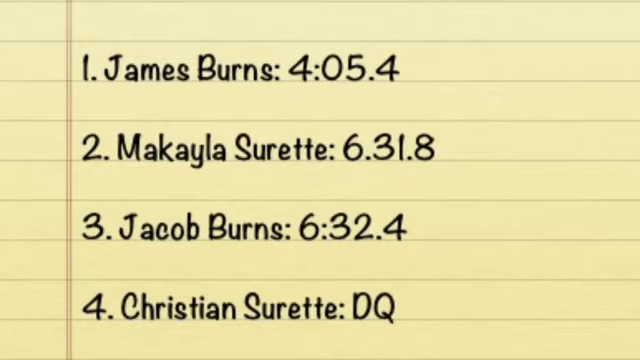 1. James Burns: 4:05.4
2. Makayla Surette: 6.31.8
3. Jacob Burns: 6:32.4
4. Christian Surette: DQ